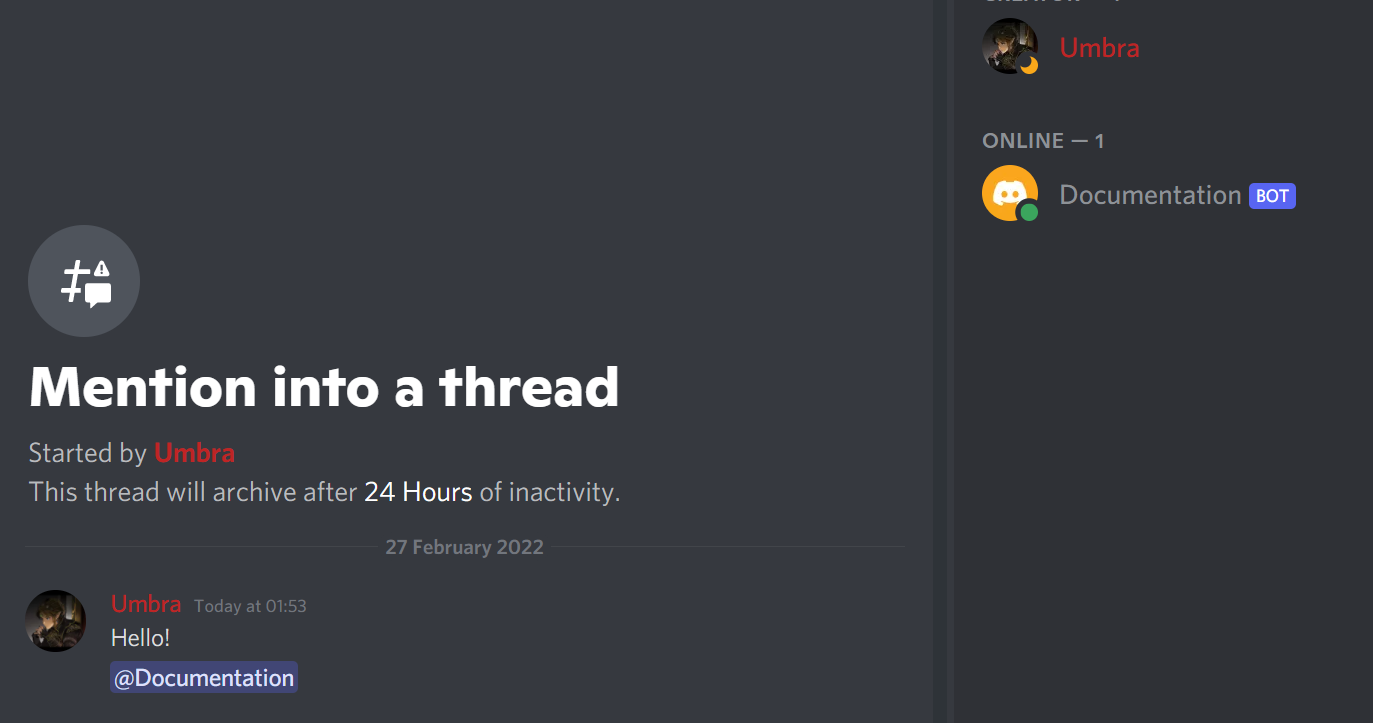 Mention into a thread
Started by Umbra
This thread will archive after 24 Hours of inactivity.
27 February 2022
Umbra Today at 01:53
Hello!
@Documentation
Umbra
ONLINE — 1
Documentation BOT